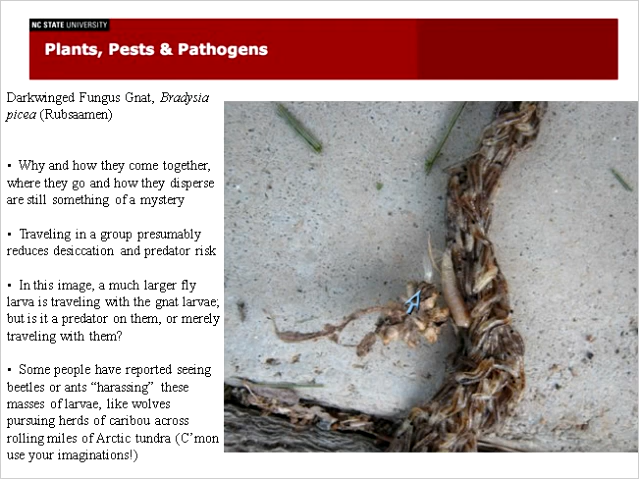 NC STATE UNIVERSITY
Plants, Pests & Pathogens
Darkwinged Fungus Gnat, Bradysia
picea (Rubsaamen)
• Why and how they come together,
where they go and how they disperse
are still something of a mystery
• Traveling in a group presumably
reduces desiccation and predator risk
• In this image, a much larger fly
larva is traveling with the gnat larvae;
but is it a predator on them, or merely
traveling with them?
• Some people have reported seeing
beetles or ants “harassing” these
masses of larvae, like wolves
pursuing herds of caribou across
rolling miles of Arctic tundra (C’mon
use your imaginations!)